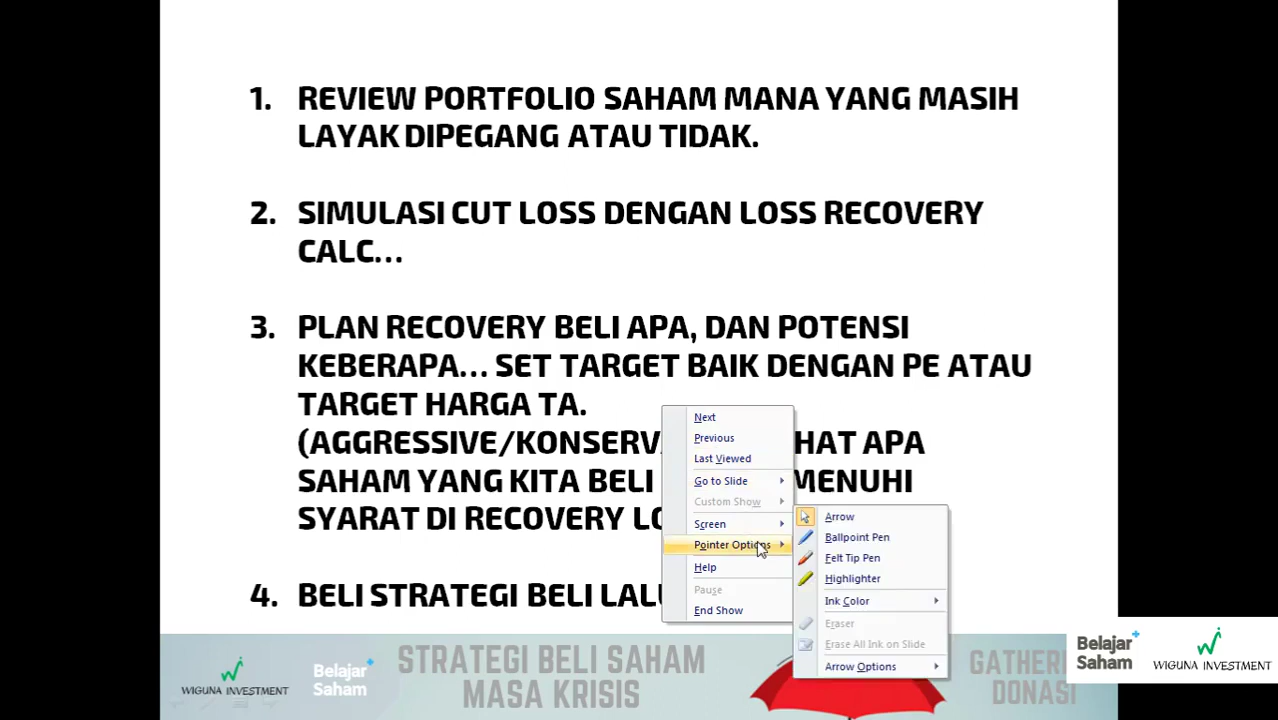 1. REVIEW PORTFOLIO SAHAM MANA YANG MASIH
LAYAK DIPEGANG ATAU TIDAK.
2. SIMULASI CUT LOSS DENGAN LOSS RECOVERY
CALC...
3. PLAN RECOVERY BELI APA, DAN POTENSI
KEBERAPA... SET TARGET BAIK DENGAN PE ATAU
TARGET HARGA TA.
(AGGRESSIVE/KONSERVA HAT APA
SAHAM YANG KITA BELI MENUHI
SYARAT DI RECOVERY LO
4. BELI STRATEGI BELI LALU
Next
Previous
Last Viewed
Go to Slide
Custom Show
Screen
Pointer Options
Help
Pause
End Show
Arrow
Ballpoint Pen
Felt Tip Pen
Highlighter
Ink Color
Eraser
Erase All Ink on Slide
Arrow Options
WIGUNA INVESTMENT
Belajar+
Saham
STRATEGI BELI SAHAM
MASA KRISIS
GATHERI
DONASI
Belajar+
Saham
WIGUNA INVESTMENT